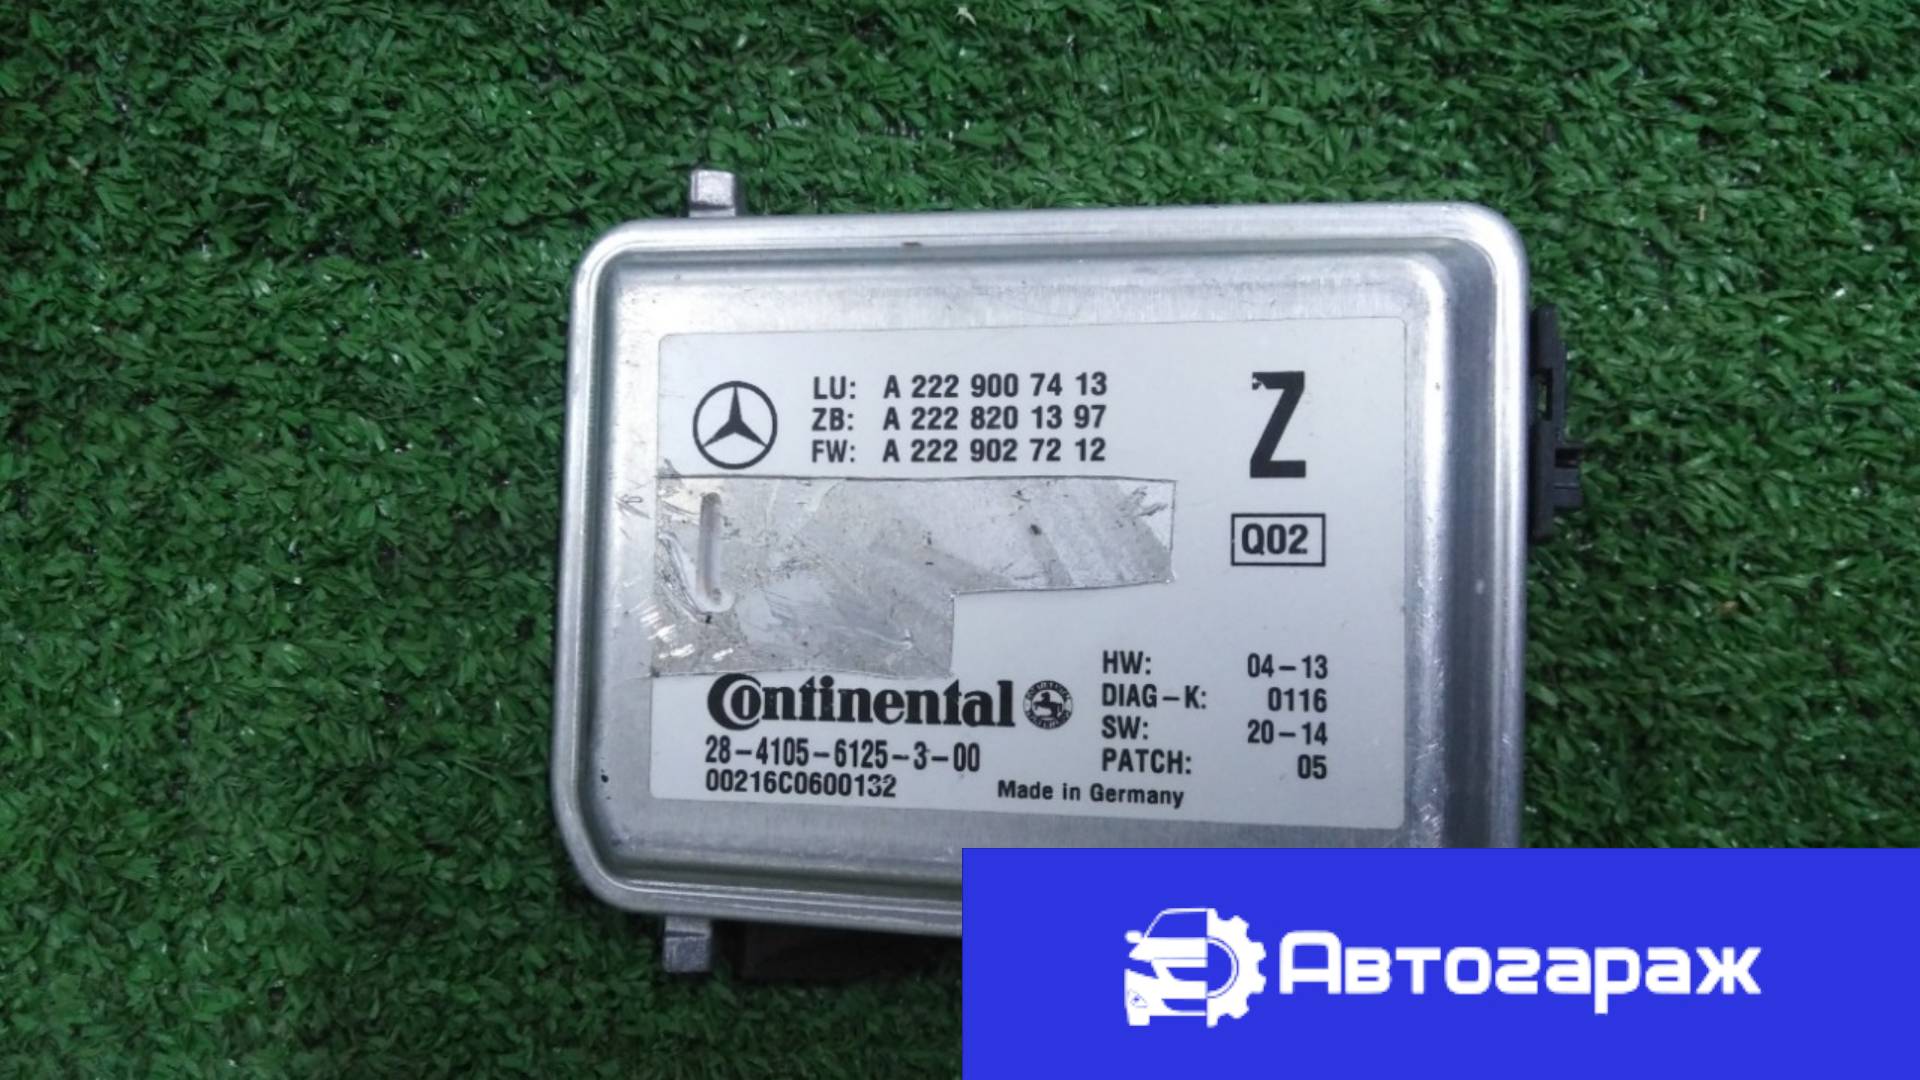 LU: A 222 900 74 13
ZB: A 222 820 13 97
FW: A 222 902 72 12
Z
Q02
Continental
28-4105-6125-3-00
00216C0600132
HW: 04-13
DIAG-K: 0116
SW: 20-14
PATCH: 05
Made in Germany
Автогараж